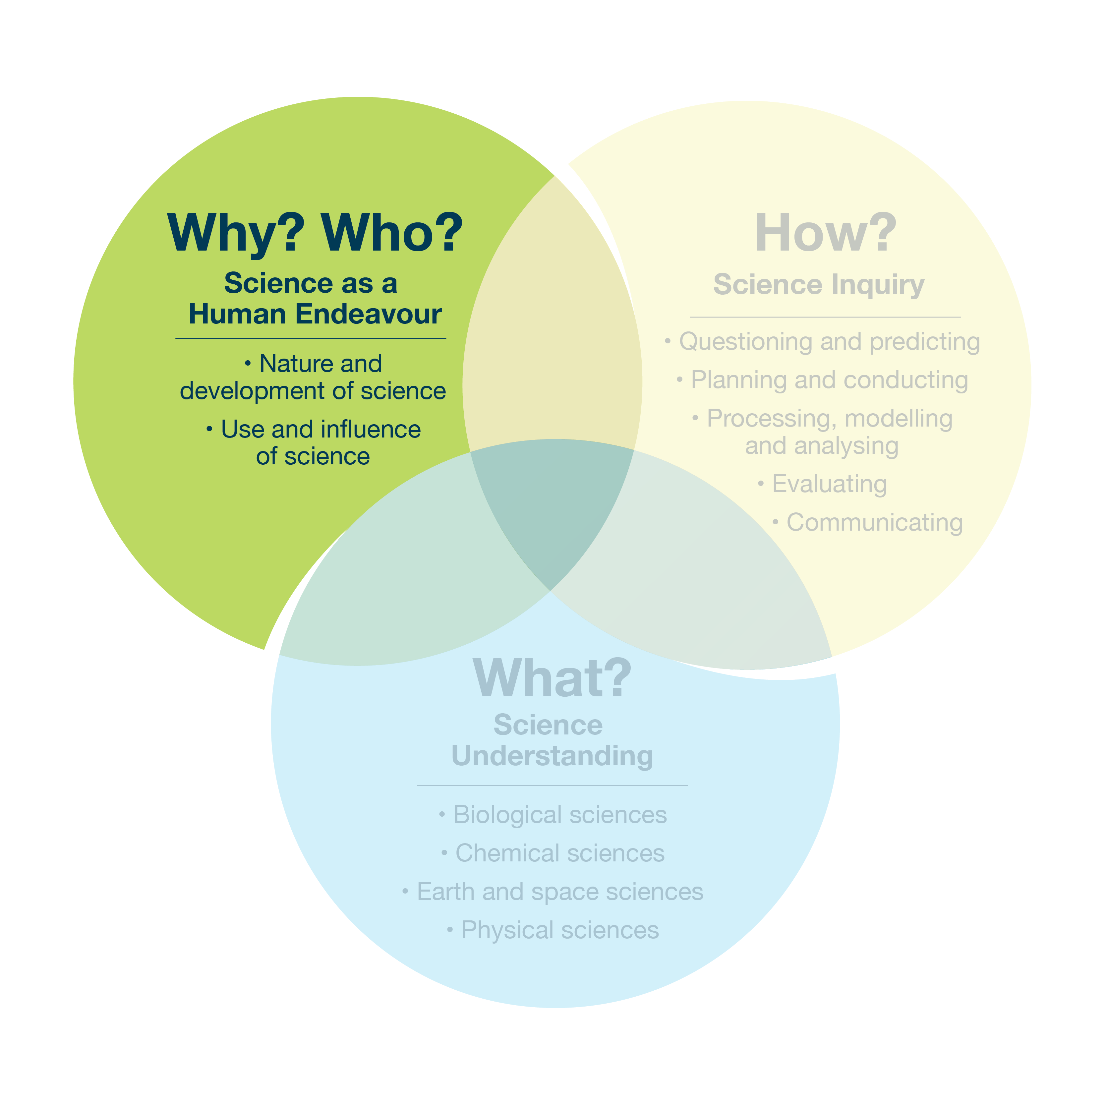 Why? Who?
Science as a
Human Endeavour
• Nature and
development of science
• Use and influence
of science
How?
Science Inquiry
• Questioning and predicting
• Planning and conducting
• Processing, modelling
and analysing
• Evaluating
• Communicating
What?
Science
Understanding
• Biological sciences
• Chemical sciences
• Earth and space sciences
• Physical sciences